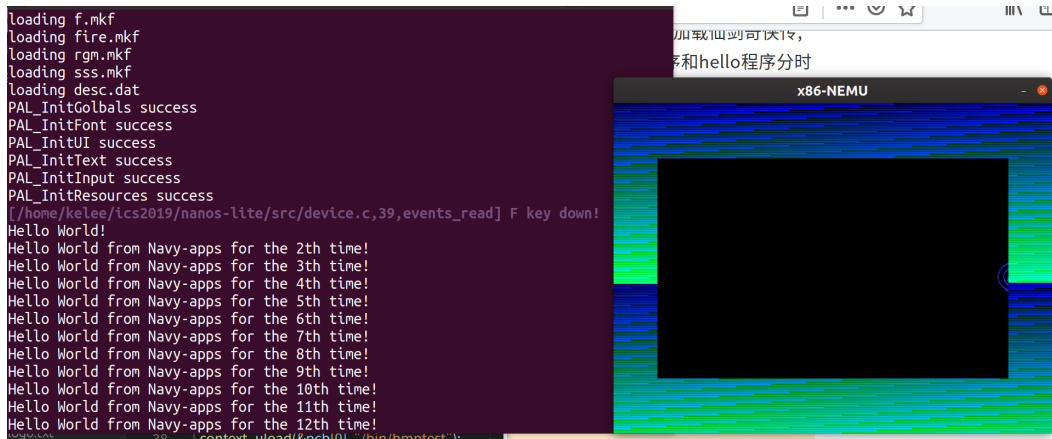 loading f.mkf
loading fire.mkf
loading rgm.mkf
loading sss.mkf
loading desc.dat
PAL_InitGolbals success
PAL_InitFont success
PAL_InitUI success
PAL_InitText success
PAL_InitInput success
PAL_InitResources success
[/home/kelee/ics2019/nanos-lite/src/device.c,39,events_read] F key down!
Hello World!
Hello World from Navy-apps for the 2th time!
Hello World from Navy-apps for the 3th time!
Hello World from Navy-apps for the 4th time!
Hello World from Navy-apps for the 5th time!
Hello World from Navy-apps for the 6th time!
Hello World from Navy-apps for the 7th time!
Hello World from Navy-apps for the 8th time!
Hello World from Navy-apps for the 9th time!
Hello World from Navy-apps for the 10th time!
Hello World from Navy-apps for the 11th time!
Hello World from Navy-apps for the 12th time!
logo.txt 38 context_uload(&pcb[0], "/bin/bmptest");
加载仙剑奇侠传,
和hello程序分时
x86-NEMU